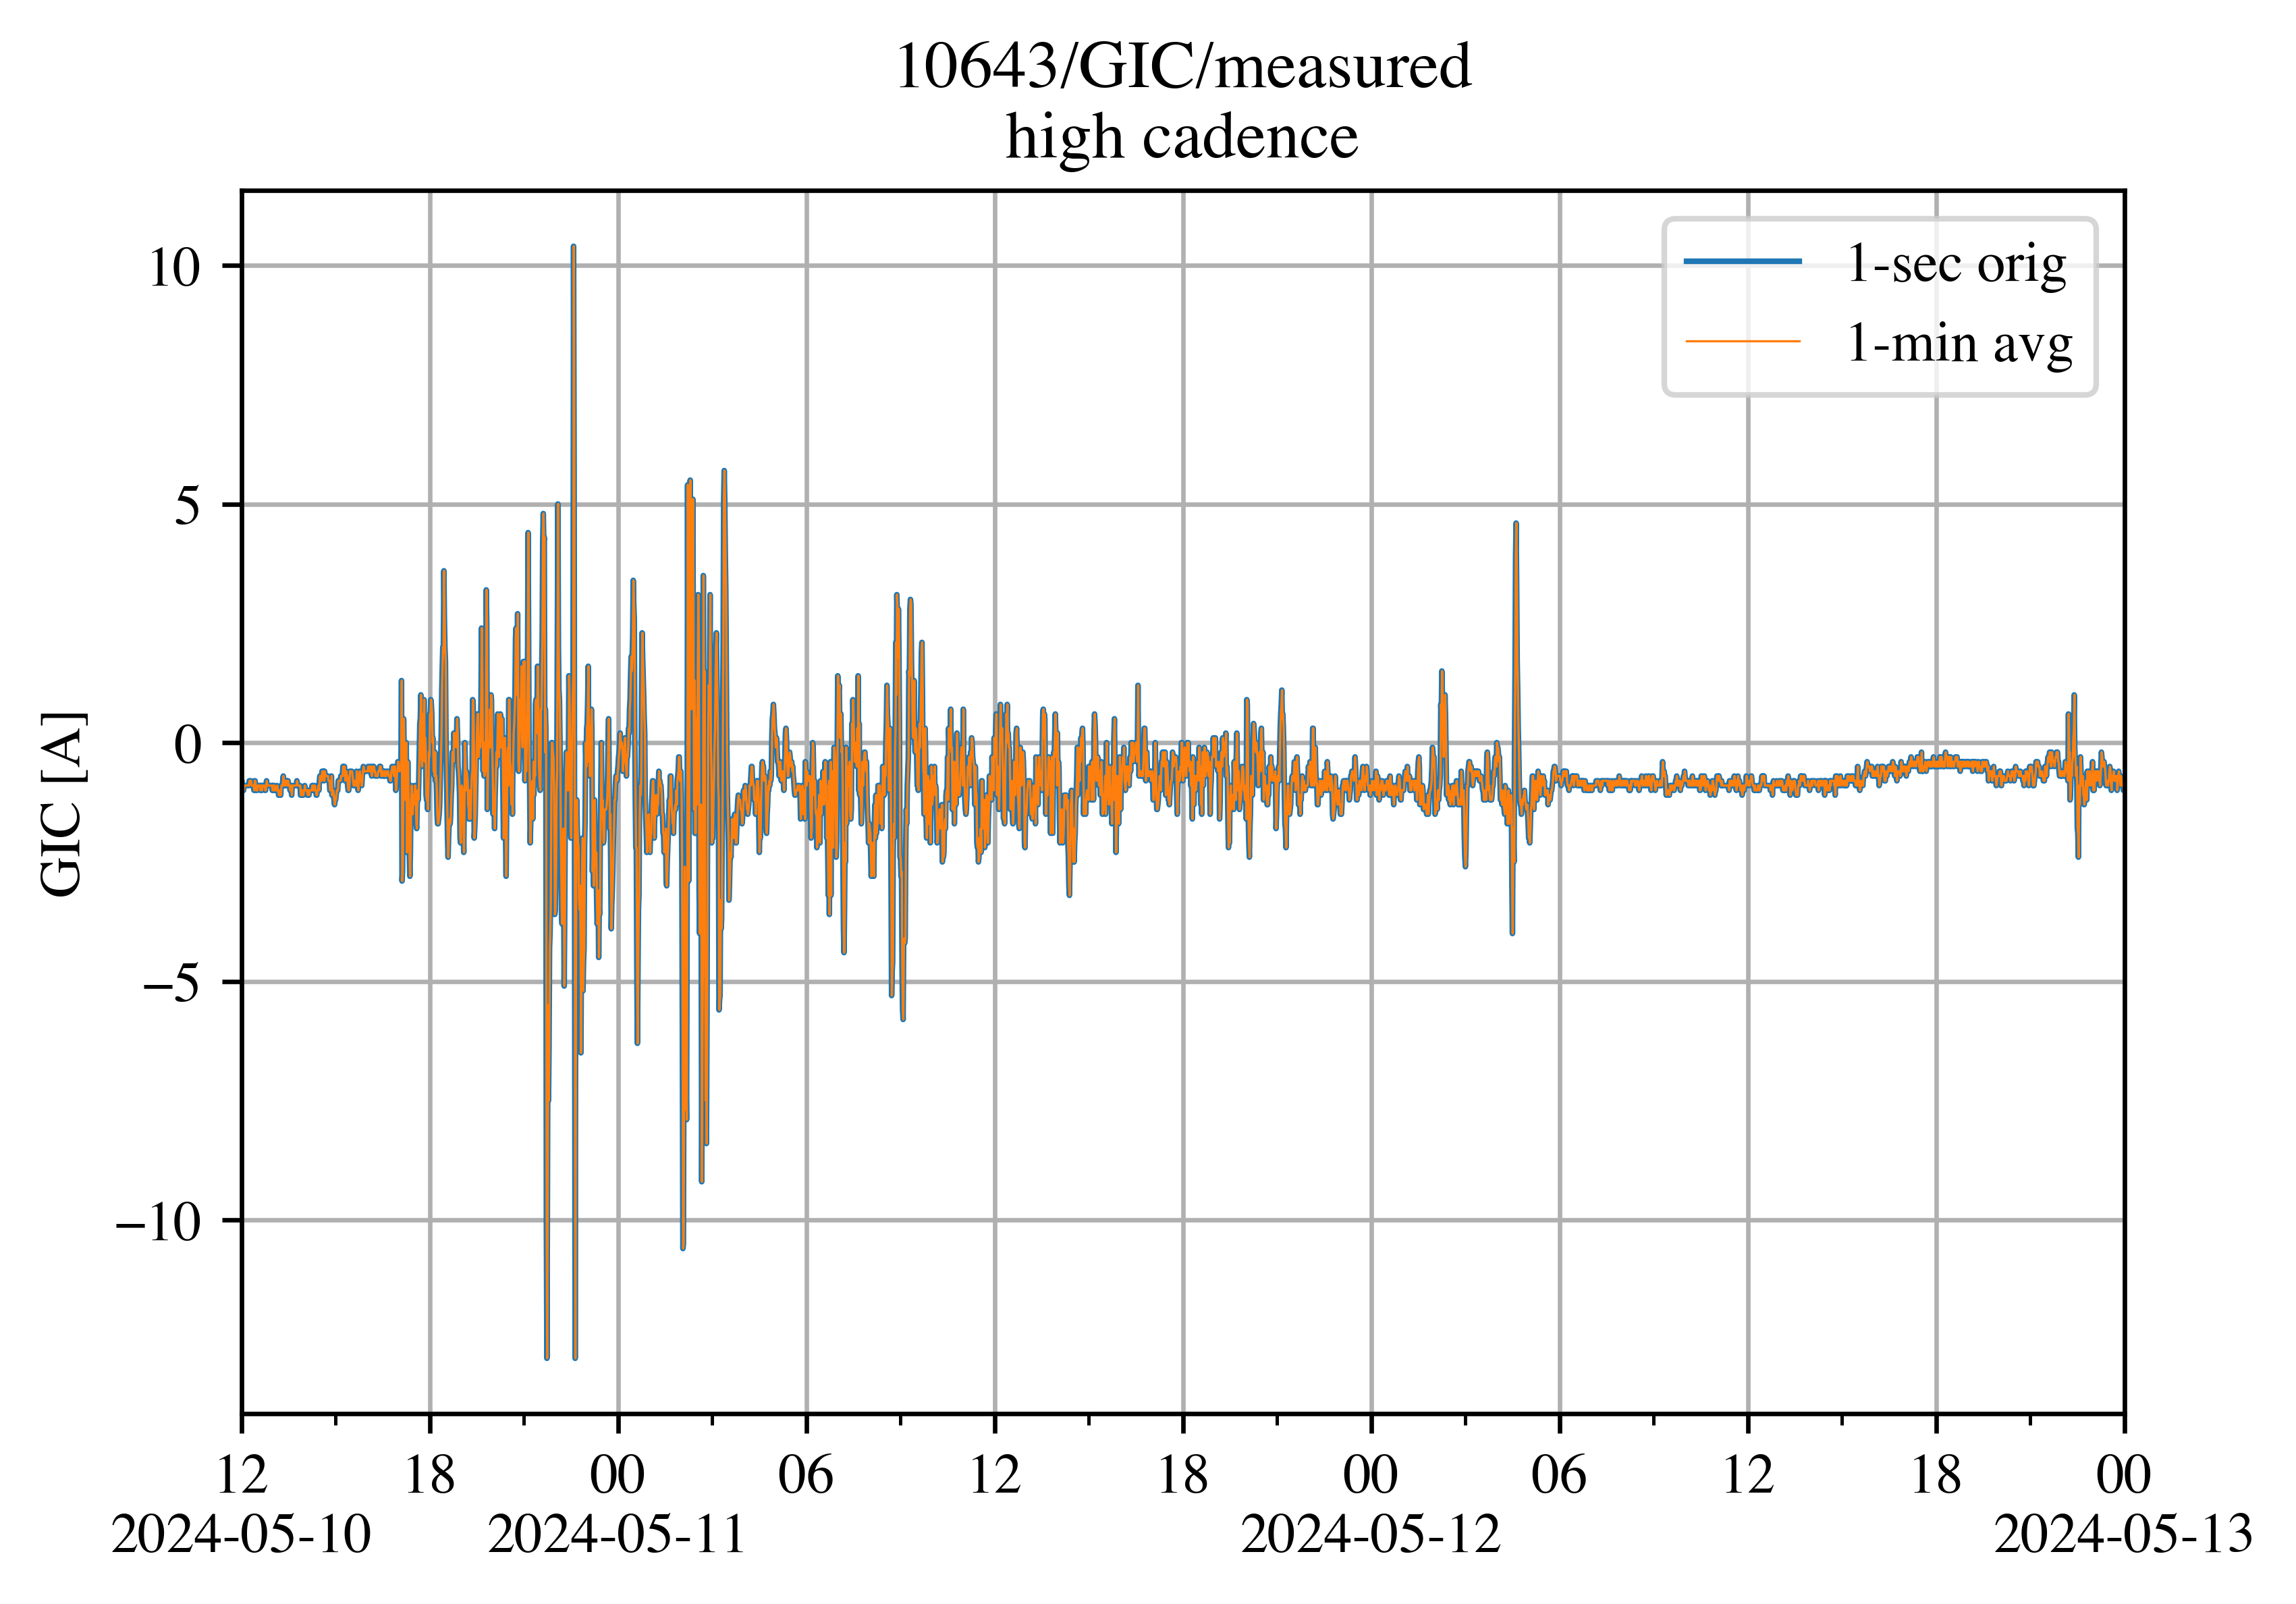 10643/GIC/measured
high cadence
1-sec orig
1-min avg
GIC [A]
10
5
0
−5
−10
12 18 00 06 12 18 00 06 12 18 00
2024-05-10 2024-05-11 2024-05-12 2024-05-13